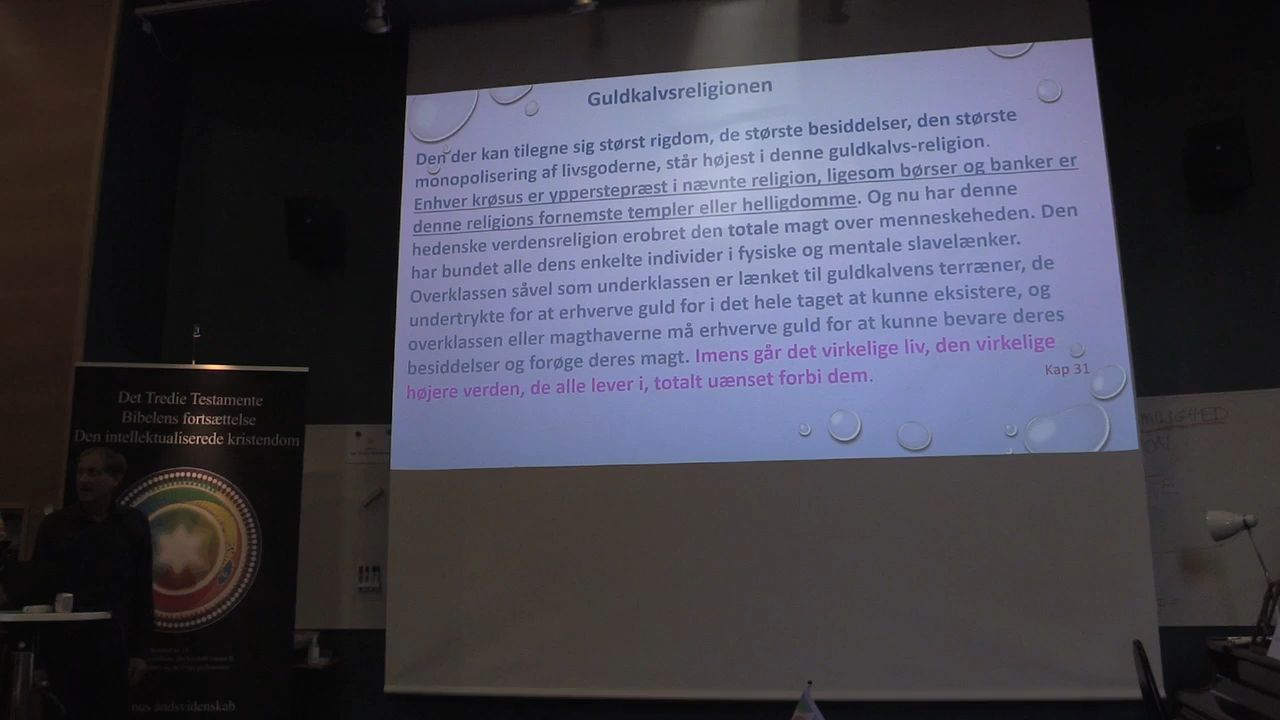 Guldkalvsreligionen
Den der kan tilegne sig størst rigdom, de største besiddelser, den største
monopolisering af livsgoderne, står højest i denne guldkalvs-religion.
Enhver krøsus er ypperstepræst i nævnte religion, ligesom børser og banker er
denne religions fornemste templer eller helligdomme. Og nu har denne
hedenske verdensreligion erobret den totale magt over menneskeheden. Den
har bundet alle dens enkelte individer i fysiske og mentale slavelænker.
Overklassen såvel som underklassen er lænket til guldkalvens terræner, de
undertrykte for at erhverve guld for i det hele taget at kunne eksistere, og
overklassen eller magthaverne må erhverve guld for at kunne bevare deres
besiddelser og forøge deres magt. Imens går det virkelige liv, den virkelige
højere verden, de alle lever i, totalt uænset forbi dem.
Kap 31
Det Tredie Testamente
Bibelens fortsættelse
Den intellektualiserede kristendom
nus åndsvidenskab
MILIGHED
ON